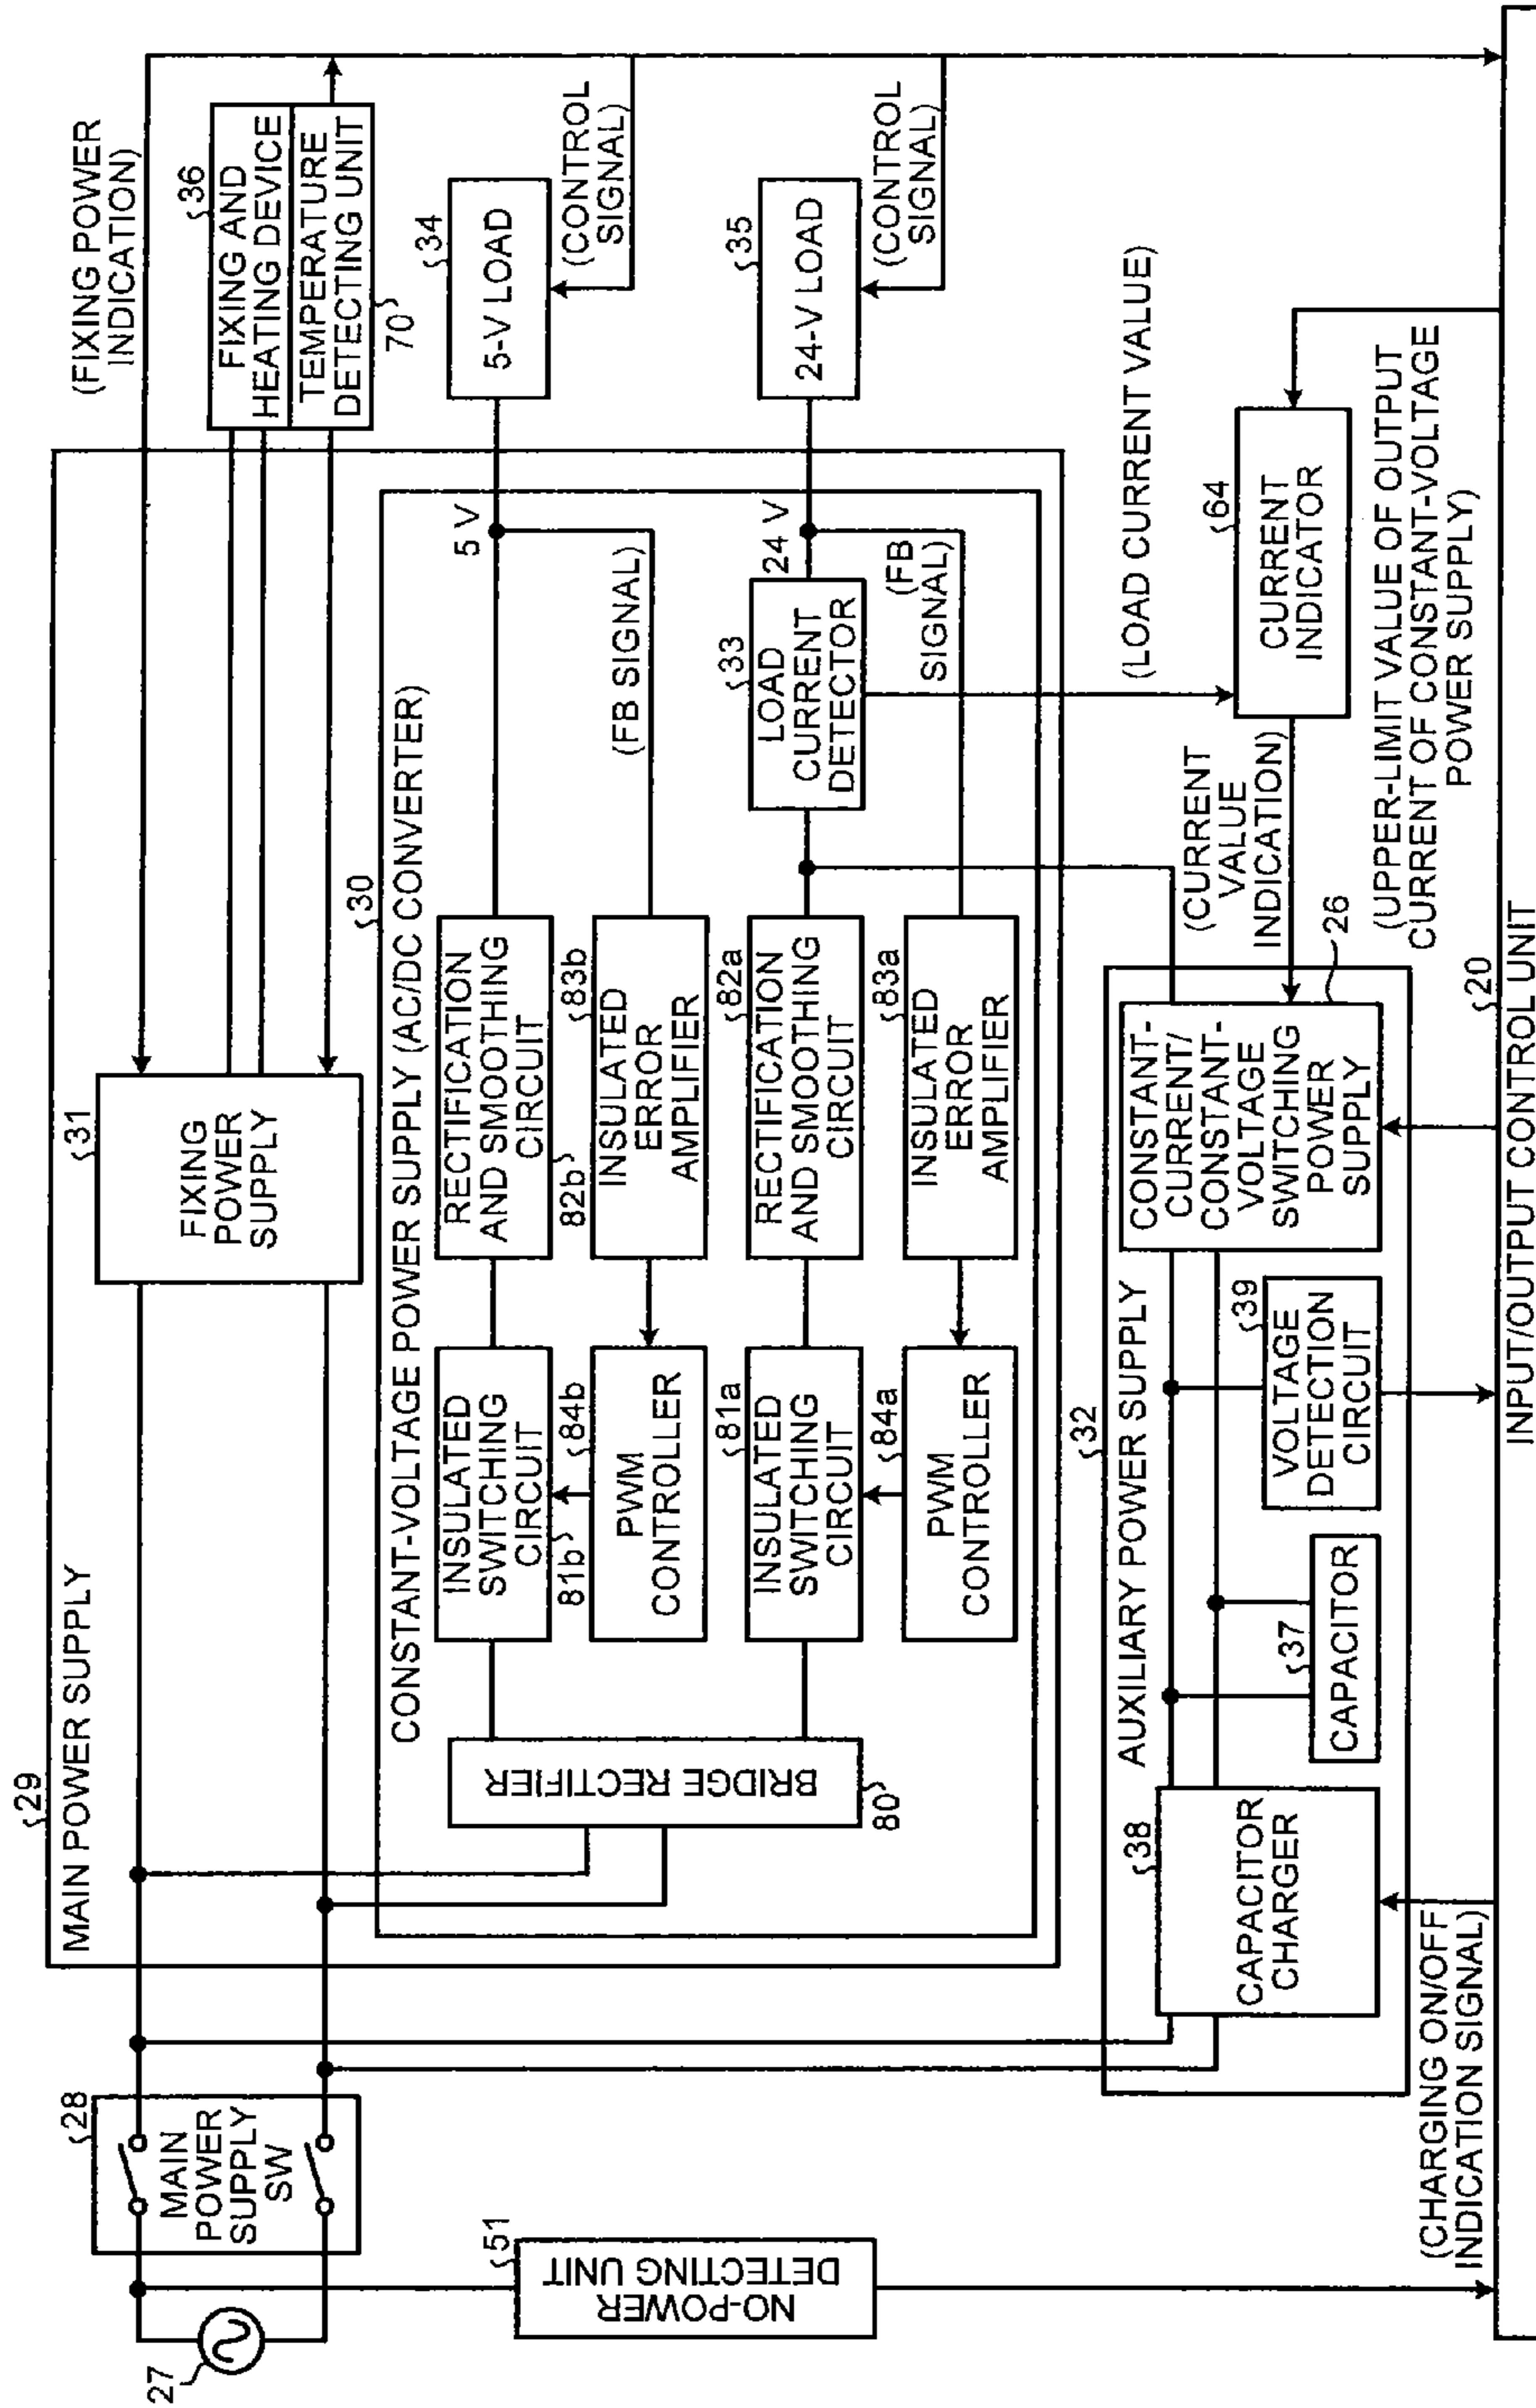 29
MAIN POWER SUPPLY
28
MAIN
POWER
SUPPLY
SW
27
51
NO-POWER
DETECTING UNIT
31
FIXING
POWER
SUPPLY
(FIXING POWER
INDICATION)
36
FIXING AND
HEATING DEVICE
TEMPERATURE
DETECTING UNIT
70
30
CONSTANT-VOLTAGE POWER SUPPLY (AC/DC CONVERTER)
BRIDGE RECTIFIER
80
INSULATED
SWITCHING
CIRCUIT
81b
84b
PWM
CONTROLLER
RECTIFICATION
AND SMOOTHING
CIRCUIT
82b
83b
INSULATED
ERROR
AMPLIFIER
5 V
(FB SIGNAL)
34
5-V LOAD
(CONTROL
SIGNAL)
81a
INSULATED
SWITCHING
CIRCUIT
84a
PWM
CONTROLLER
82a
RECTIFICATION
AND SMOOTHING
CIRCUIT
83a
INSULATED
ERROR
AMPLIFIER
33
LOAD
CURRENT
DETECTOR
24 V
(FB
SIGNAL)
35
24-V LOAD
(CONTROL
SIGNAL)
(LOAD CURRENT VALUE)
64
CURRENT
INDICATOR
(CURRENT
VALUE
INDICATION)
(UPPER-LIMIT VALUE OF OUTPUT
CURRENT OF CONSTANT-VOLTAGE
POWER SUPPLY)
32
AUXILIARY POWER SUPPLY
38
CAPACITOR
CHARGER
37
CAPACITOR
39
VOLTAGE
DETECTION
CIRCUIT
26
CONSTANT-
CURRENT/
CONSTANT-
VOLTAGE
SWITCHING
POWER
SUPPLY
(CHARGING ON/OFF
INDICATION SIGNAL)
20
INPUT/OUTPUT CONTROL UNIT